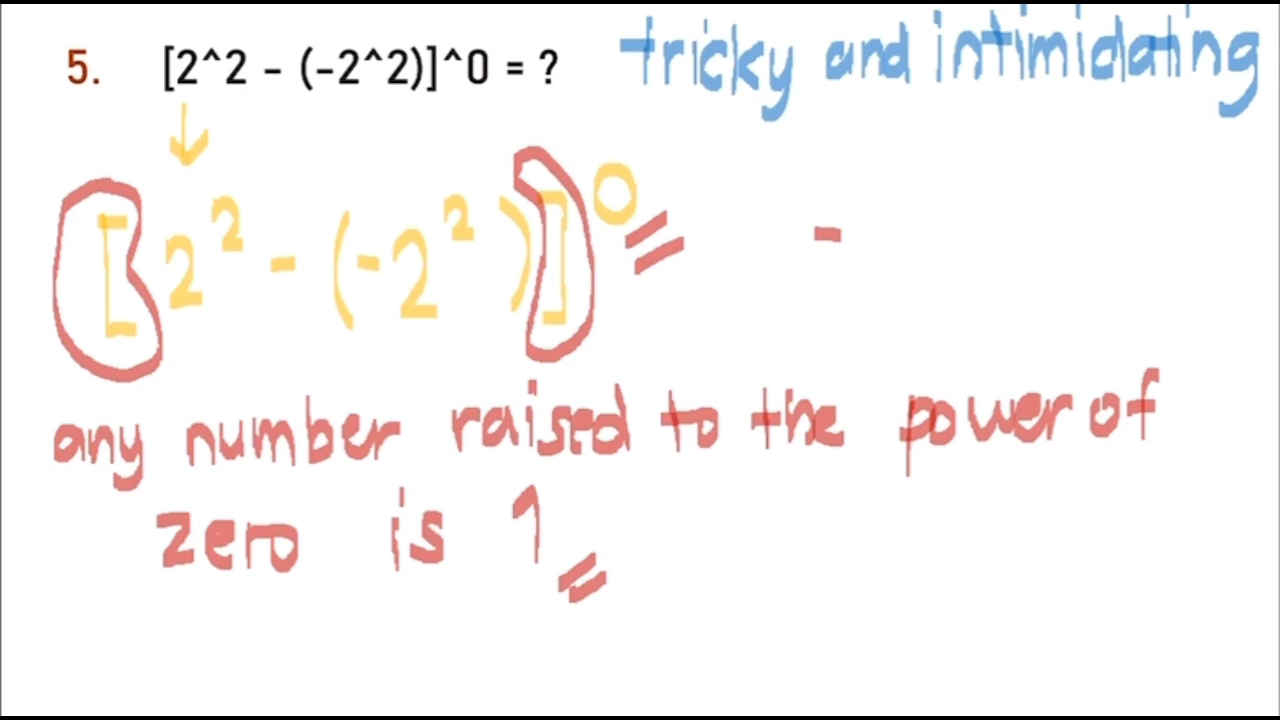 5. [2^2 - (-2^2)]^0 = ? tricky and intimidating
[2² - (-2²)]⁰ = -
any number raised to the power of
zero is 1 =